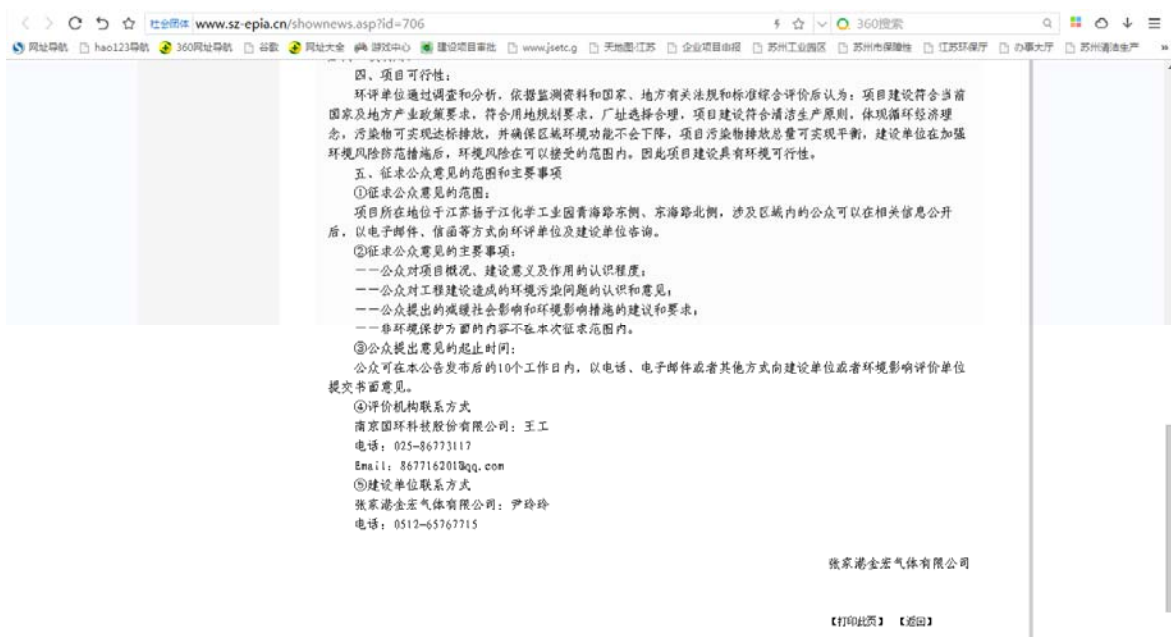 社会团体 www.sz-epia.cn/shownews.asp?id=706 360搜索
网址导航 hao123导航 360网址导航 谷歌 网址大全 游戏中心 建设项目审批 www.jsetc.g 天地图·江苏 企业项目申报 苏州工业园区 苏州市保障性 江苏环保厅 办事大厅 苏州清洁生产 »
四、项目可行性:
环评单位通过调查和分析,依据监测资料和国家、地方有关法规和标准综合评价后认为:项目建设符合当前
国家及地方产业政策要求,符合用地规划要求,厂址选择合理,项目建设符合清洁生产原则,体现循环经济理
念,污染物可实现达标排放,并确保区域环境功能不会下降,项目污染物排放总量可实现平衡,建设单位在加强
环境风险防范措施后,环境风险在可以接受的范围内。因此项目建设具有环境可行性。
五、征求公众意见的范围和主要事项
①征求公众意见的范围:
项目所在地位于江苏扬子江化学工业园青海路东侧、东海路北侧,涉及区域内的公众可以在相关信息公开
后,以电子邮件、信函等方式向环评单位及建设单位咨询。
②征求公众意见的主要事项:
——公众对项目概况、建设意义及作用的认识程度;
——公众对工程建设造成的环境污染问题的认识和意见;
——公众提出的减缓社会影响和环境影响措施的建议和要求;
——非环境保护方面的内容不在本次征求范围内。
③公众提出意见的起止时间:
公众可在本公告发布后的10个工作日内,以电话、电子邮件或者其他方式向建设单位或者环境影响评价单位
提交书面意见。
④评价机构联系方式
南京国环科技股份有限公司:王工
电话:025-86773117
Email:867716201@qq.com
⑤建设单位联系方式
张家港金宏气体有限公司:尹玲玲
电话:0512-65767715
张家港金宏气体有限公司
【打印此页】 【返回】